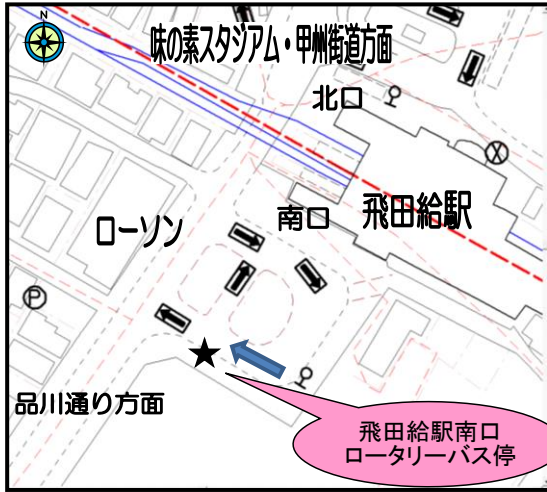 N
味の素スタジアム・甲州街道方面
北口
飛田給駅
南口
ローソン
P
品川通り方面
飛田給駅南口
ロータリーバス停